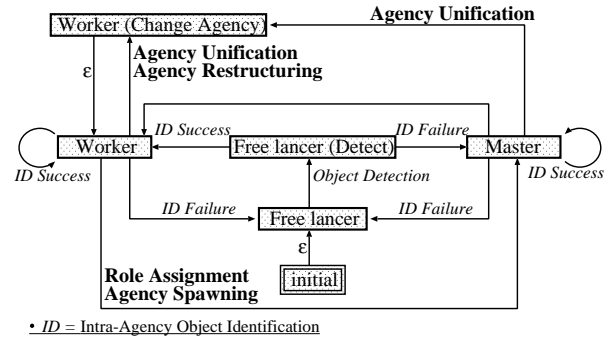 Agency Unification
Worker (Change Agency)
ε
Agency Unification
Agency Restructuring
ID Success
ID Failure
Worker
Free lancer (Detect)
Master
ID Success
Object Detection
ID Success
ID Failure
ID Failure
Free lancer
ε
Role Assignment
Agency Spawning
initial
• ID = Intra-Agency Object Identification